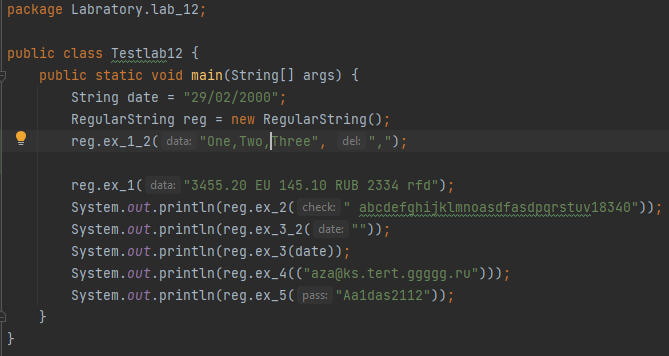 package Labratory.lab_12;
public class Testlab12 {
public static void main(String[] args) {
String date = "29/02/2000";
RegularString reg = new RegularString();
reg.ex_1_2( data: "One,Two,Three", del: ",");
reg.ex_1( data: "3455.20 EU 145.10 RUB 2334 rfd");
System.out.println(reg.ex_2( check: " abcdefghijklmnoasdfasdpqrstuv18340"));
System.out.println(reg.ex_3_2( date: ""));
System.out.println(reg.ex_3(date));
System.out.println(reg.ex_4(("aza@ks.tert.ggggg.ru")));
System.out.println(reg.ex_5( pass: "Aa1das2112"));
}
}